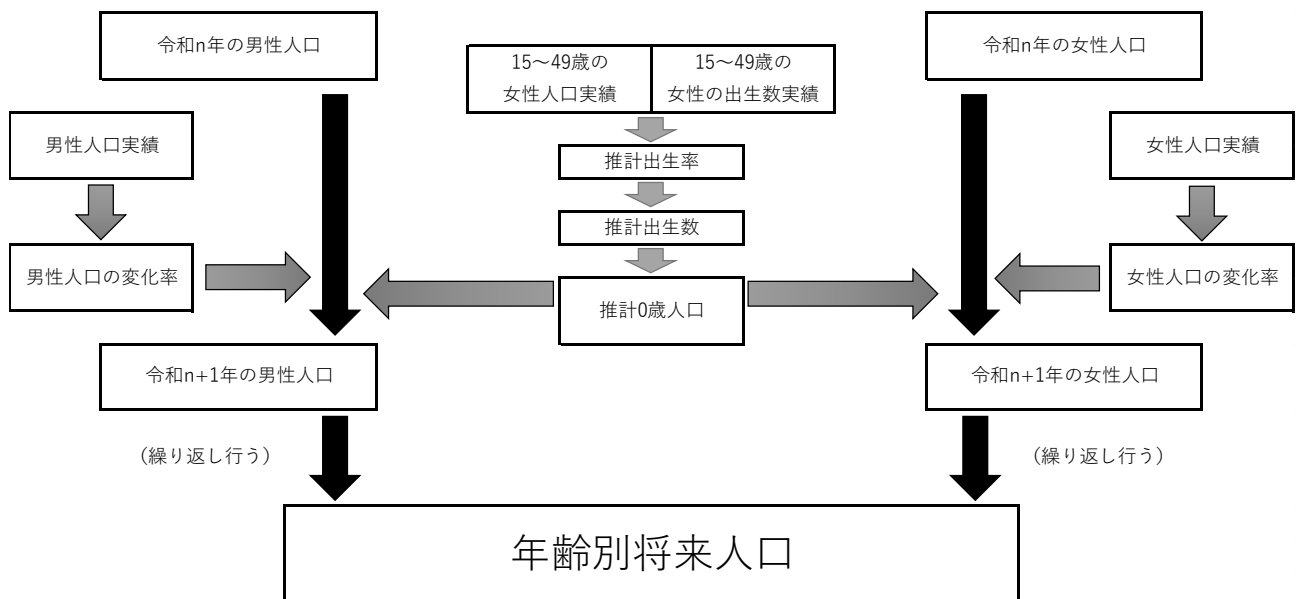 令和n年の男性人口
令和n年の女性人口
15～49歳の
女性人口実績
15～49歳の
女性の出生数実績
男性人口実績
女性人口実績
推計出生率
推計出生数
男性人口の変化率
推計0歳人口
女性人口の変化率
令和n+1年の男性人口
令和n+1年の女性人口
（繰り返し行う）
（繰り返し行う）
年齢別将来人口